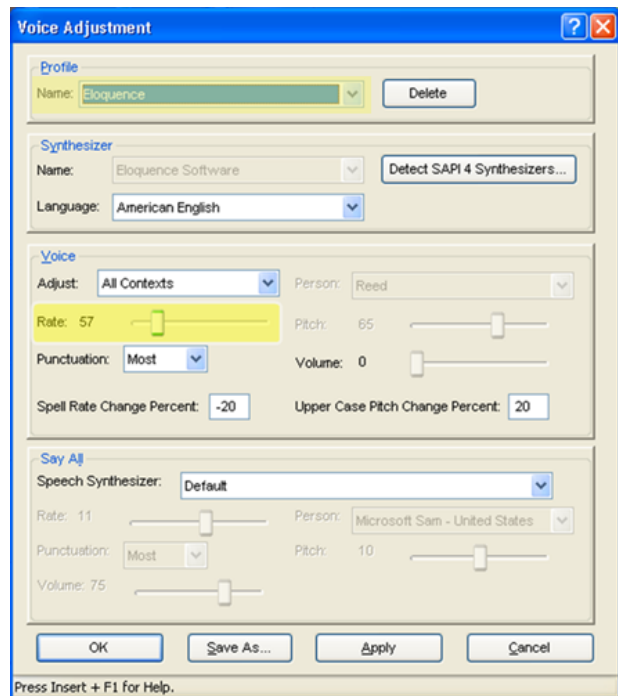 Voice Adjustment
Profile
Name: Eloquence Delete
Synthesizer
Name: Eloquence Software Detect SAPI 4 Synthesizers...
Language: American English
Voice
Adjust: All Contexts Person: Reed
Rate: 57 Pitch: 65
Punctuation: Most Volume: 0
Spell Rate Change Percent: -20 Upper Case Pitch Change Percent: 20
Say All
Speech Synthesizer: Default
Rate: 11 Person: Microsoft Sam - United States
Punctuation: Most Pitch: 10
Volume: 75
OK Save As... Apply Cancel
Press Insert + F1 for Help.